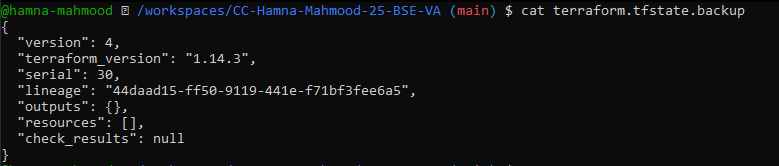 @hamna-mahmood /workspaces/CC-Hamna-Mahmood-25-BSE-VA (main) $ cat terraform.tfstate.backup
{
  "version": 4,
  "terraform_version": "1.14.3",
  "serial": 30,
  "lineage": "44daad15-ff50-9119-441e-f71bf3fee6a5",
  "outputs": {},
  "resources": [],
  "check_results": null
}